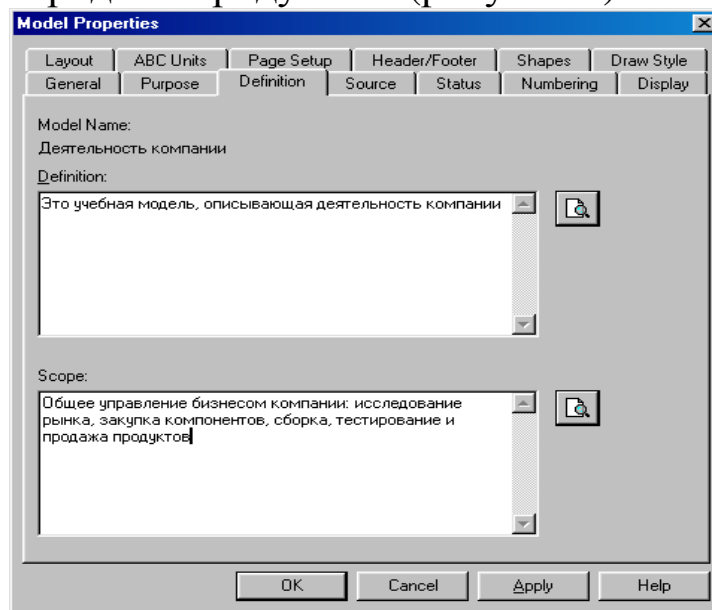 Model Properties
Layout ABC Units Page Setup Header/Footer Shapes Draw Style
General Purpose Definition Source Status Numbering Display
Model Name:
Деятельность компании
Definition:
Это учебная модель, описывающая деятельность компании
Scope:
Общее управление бизнесом компании: исследование
рынка, закупка компонентов, сборка, тестирование и
продажа продуктов
OK Cancel Apply Help